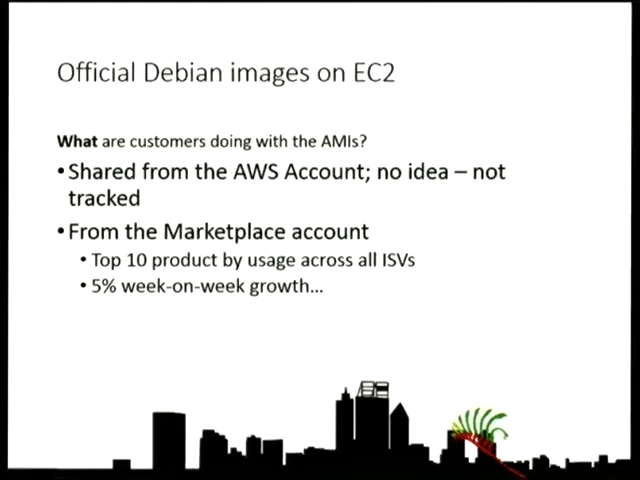 Official Debian images on EC2
What are customers doing with the AMIs?
• Shared from the AWS Account; no idea – not
tracked
• From the Marketplace account
• Top 10 product by usage across all ISVs
• 5% week-on-week growth...